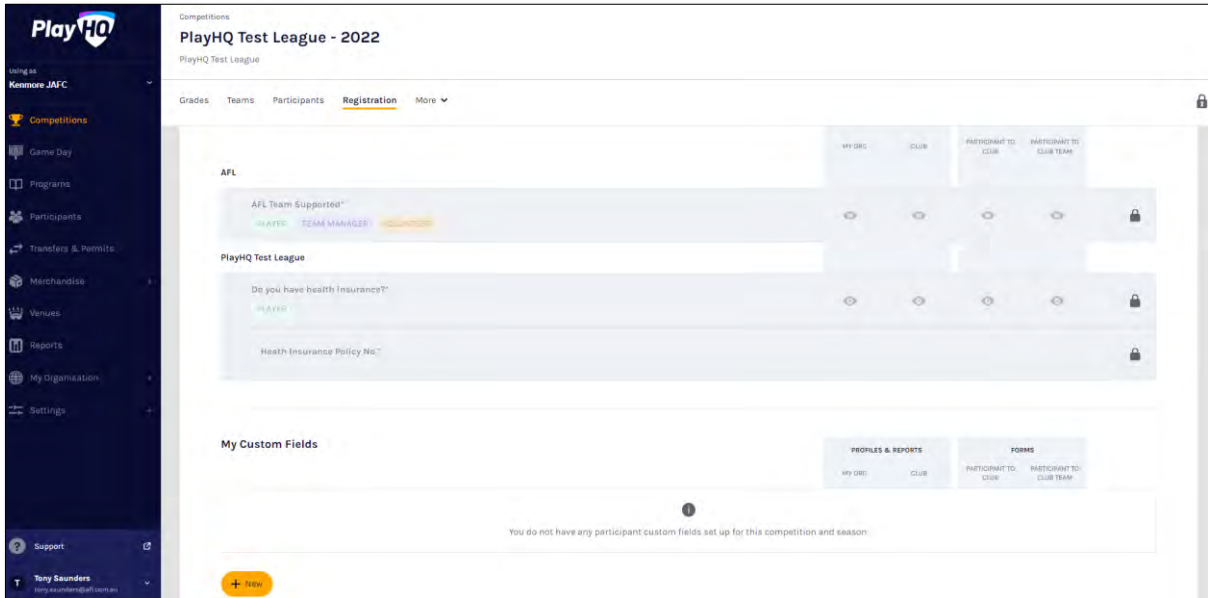 PlayHQ
Using as
Kenmore JAFC
Competitions
Game Day
Programs
Participants
Transfers & Permits
Merchandise
Venues
Reports
My Organisation
Settings
Support
Tony Saunders
tony.saunders@afl.com.au
Competitions
PlayHQ Test League - 2022
PlayHQ Test League
Grades Teams Participants Registration More
MY ORG CLUB PARTICIPANT TO CLUB PARTICIPANT TO CLUB TEAM
AFL
AFL Team Supported*
PLAYER TEAM MANAGER VOLUNTEER
PlayHQ Test League
Do you have health insurance?*
PLAYER
Heath Insurance Policy No.*
My Custom Fields
PROFILES & REPORTS FORMS
MY ORG CLUB PARTICIPANT TO CLUB PARTICIPANT TO CLUB TEAM
You do not have any participant custom fields set up for this competition and season
+ New